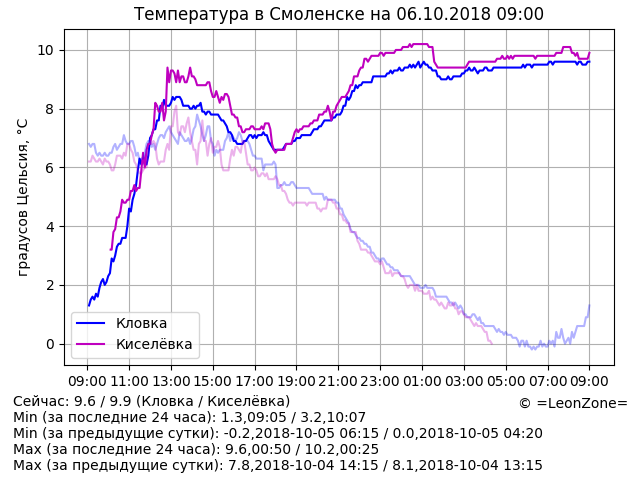 Температура в Смоленске на 06.10.2018 09:00
градусов Цельсия, °C
10
8
6
4
2
0
Кловка
Киселёвка
09:00 11:00 13:00 15:00 17:00 19:00 21:00 23:00 01:00 03:00 05:00 07:00 09:00
Сейчас: 9.6 / 9.9 (Кловка / Киселёвка)
© =LeonZone=
Min (за последние 24 часа): 1.3,09:05 / 3.2,10:07
Min (за предыдущие сутки): -0.2,2018-10-05 06:15 / 0.0,2018-10-05 04:20
Max (за последние 24 часа): 9.6,00:50 / 10.2,00:25
Max (за предыдущие сутки): 7.8,2018-10-04 14:15 / 8.1,2018-10-04 13:15